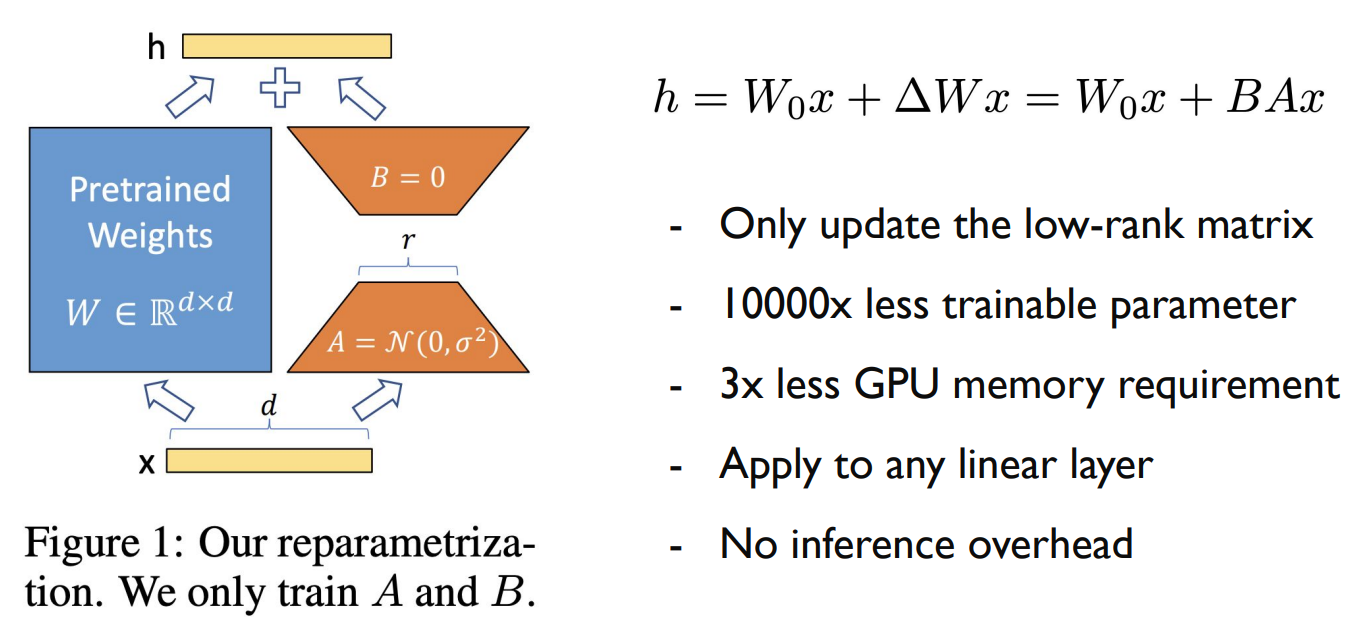 h
Pretrained
Weights
W ∈ ℝ^{d×d}
B = 0
r
A = 𝒩(0, σ²)
d
x
Figure 1: Our reparametriza-
tion. We only train A and B.
h = W₀x + ΔWx = W₀x + BAx
- Only update the low-rank matrix
- 10000x less trainable parameter
- 3x less GPU memory requirement
- Apply to any linear layer
- No inference overhead